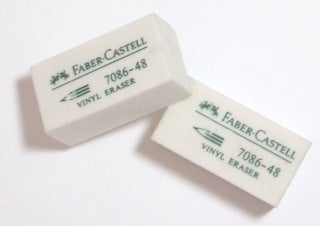 FABER-CASTELL
7086-48
VINYL ERASER
FABER-CASTELL
7086-48
VINYL ERASER